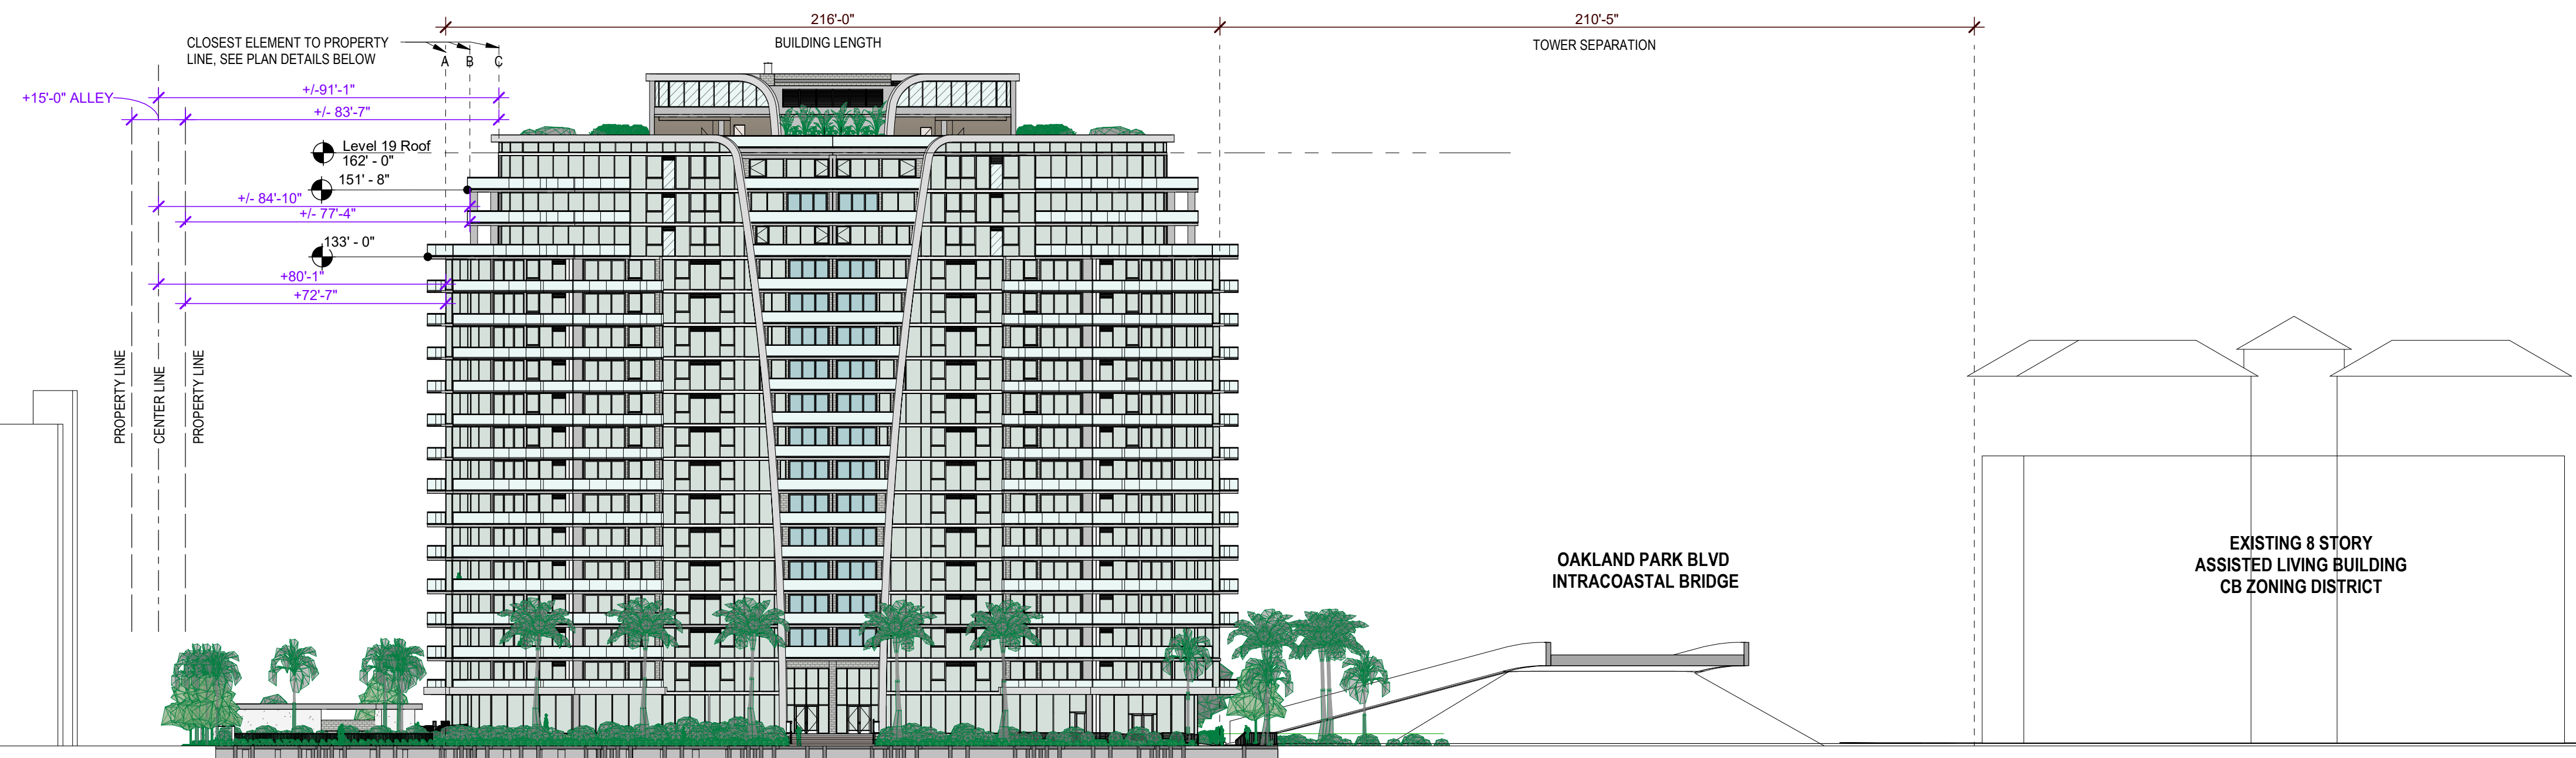 216'-0"
210'-5"
BUILDING LENGTH
TOWER SEPARATION
CLOSEST ELEMENT TO PROPERTY
LINE, SEE PLAN DETAILS BELOW
A
B
C
+/-91'-1"
+15'-0" ALLEY
+/- 83'-7"
Level 19 Roof
162' - 0"
151' - 8"
+/- 84'-10"
+/- 77'-4"
133' - 0"
+80'-1"
+72'-7"
PROPERTY LINE
CENTER LINE
PROPERTY LINE
OAKLAND PARK BLVD
INTRACOASTAL BRIDGE
EXISTING 8 STORY
ASSISTED LIVING BUILDING
CB ZONING DISTRICT